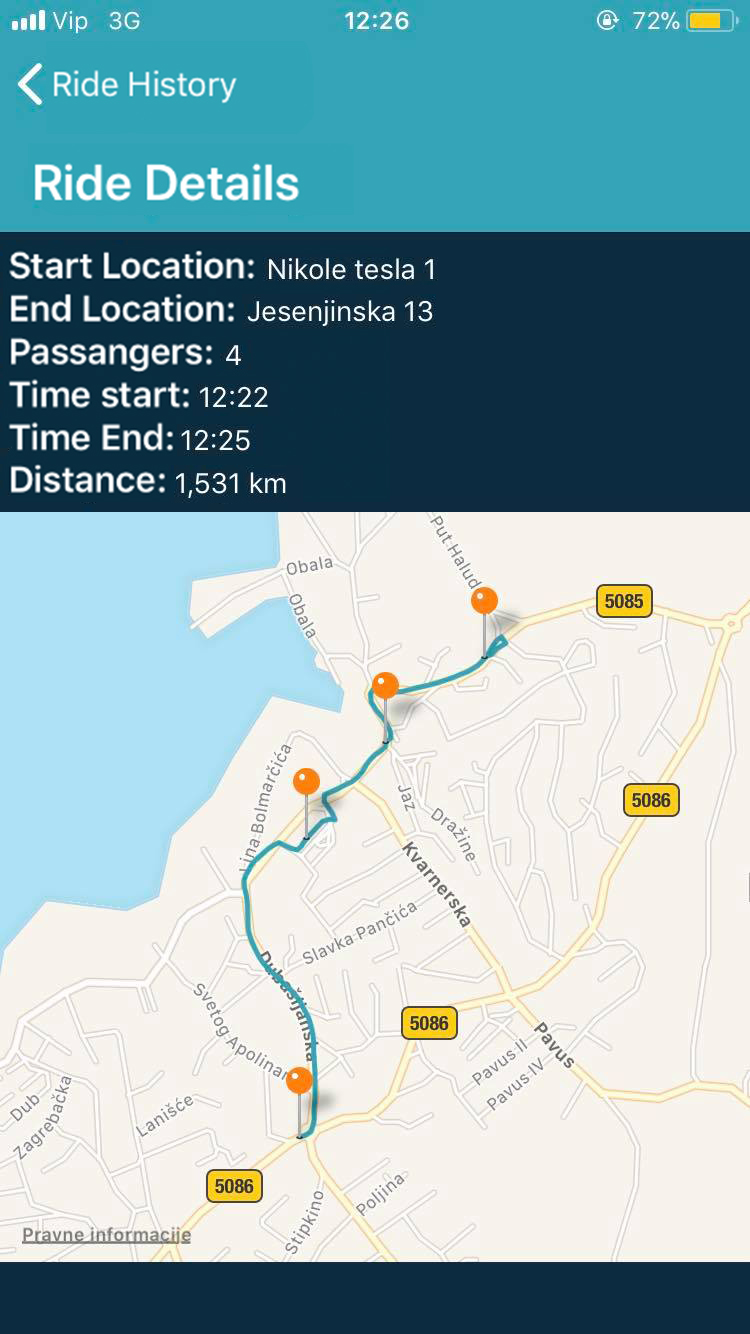 Vip 3G 12:26 72%
Ride History
Ride Details
Start Location: Nikole tesla 1
End Location: Jesenjinska 13
Passangers: 4
Time start: 12:22
Time End: 12:25
Distance: 1,531 km
Put Halud
Obala
5085
Obala
Lina Bolmarčića
Jaz
5086
Dražine
Kvarnerska
Slavka Pančića
Dubašljanska
Svetog Apolinar
5086
Pavus
Pavus II
Pavus IV
Dub
Zagrebačka
Lanišće
5086
Poljina
Stipkino
Pravne informacije